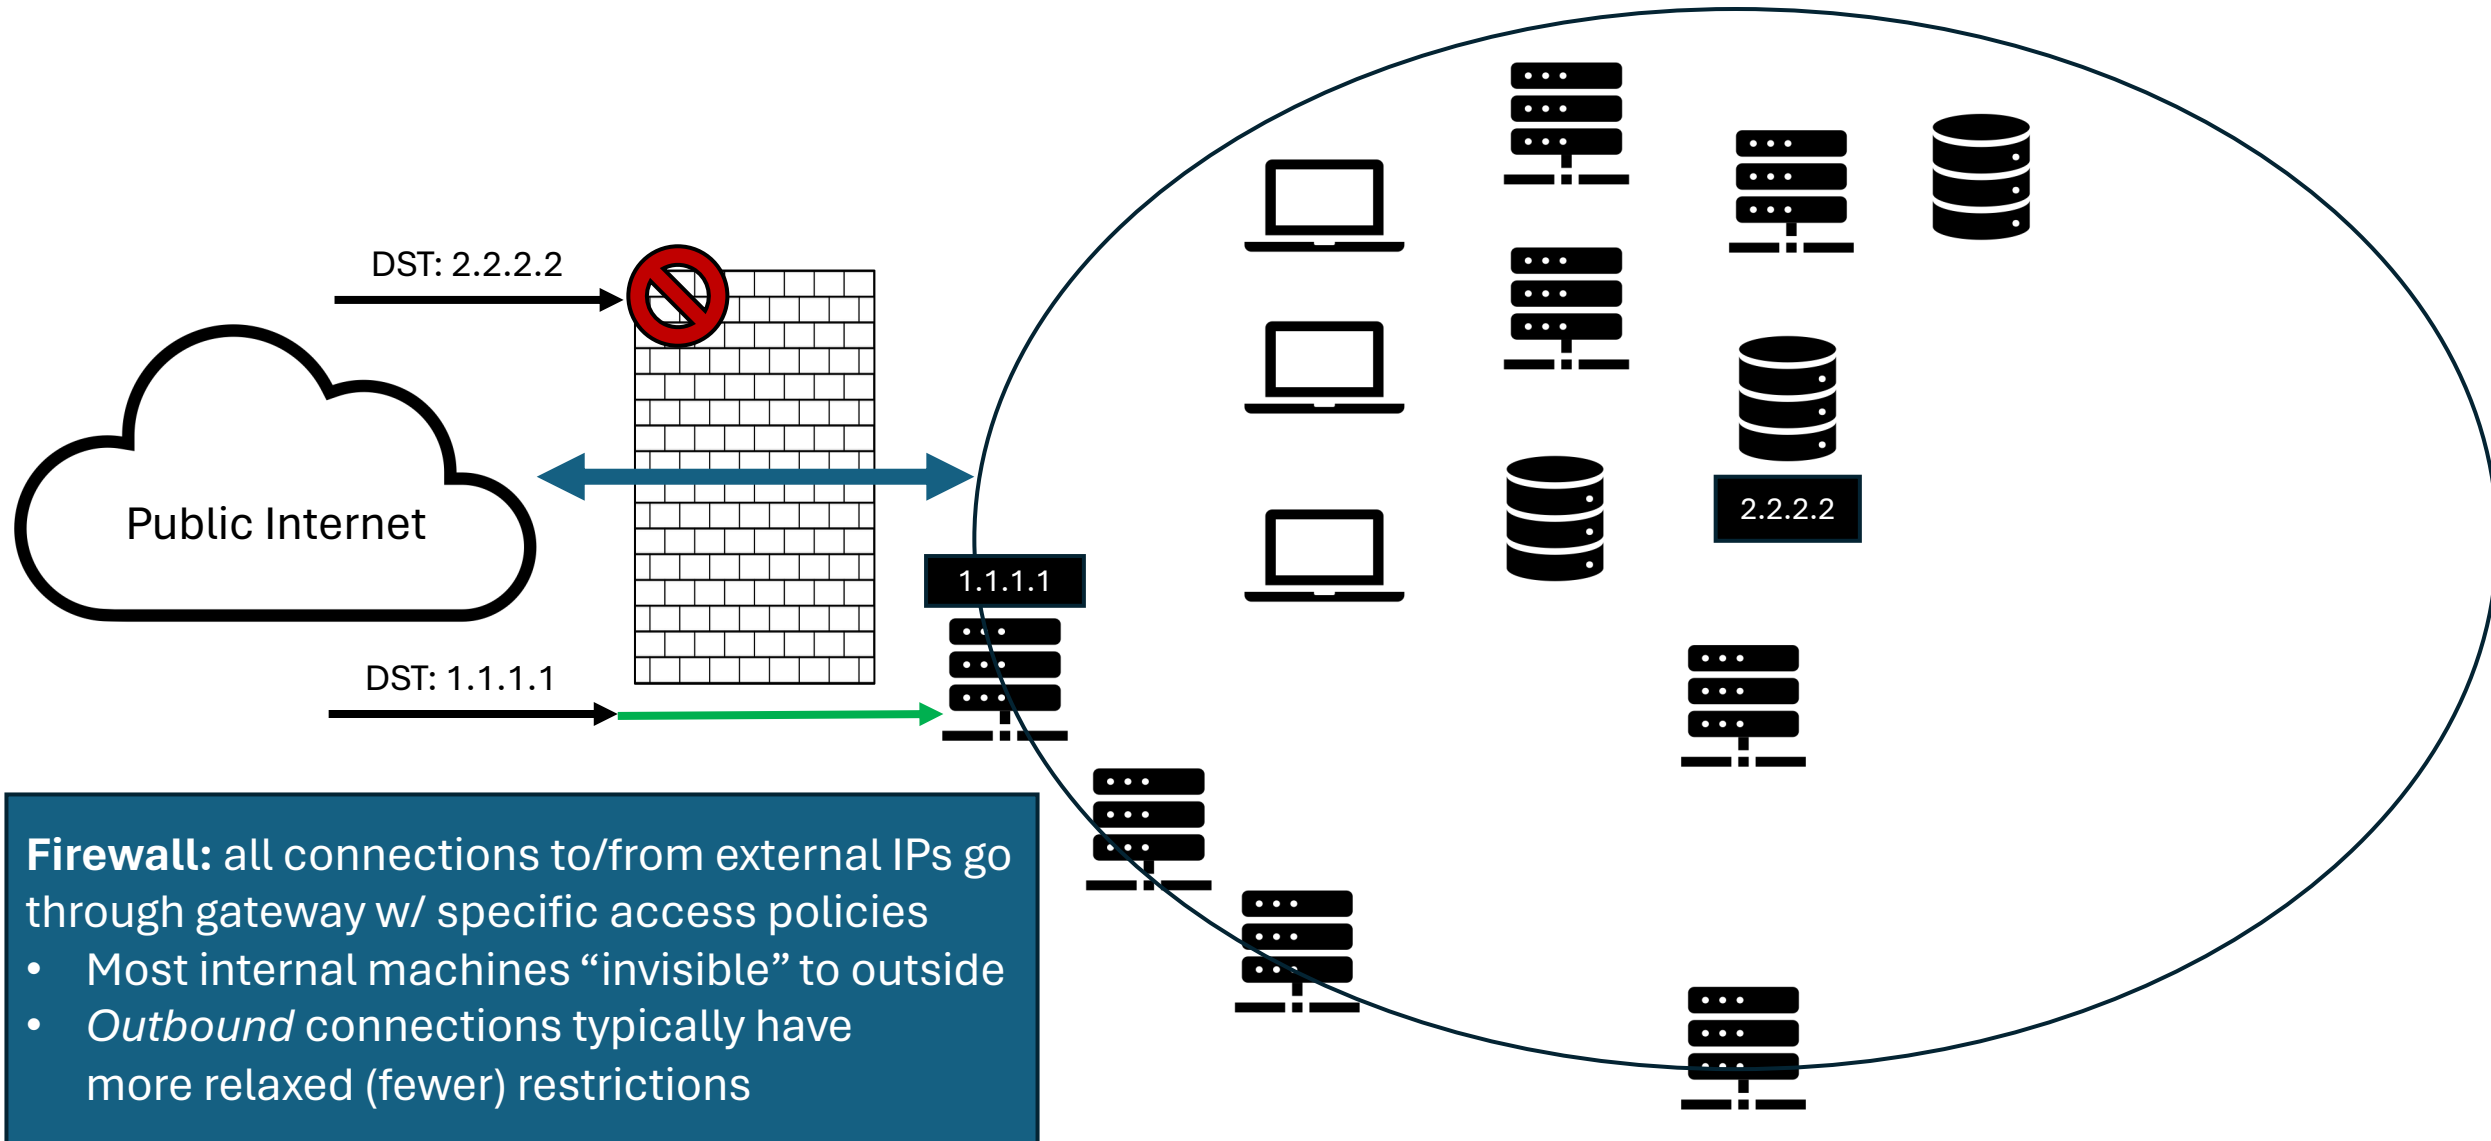 DST: 2.2.2.2
Public Internet
2.2.2.2
1.1.1.1
DST: 1.1.1.1
Firewall: all connections to/from external IPs go
through gateway w/ specific access policies
• Most internal machines “invisible” to outside
• Outbound connections typically have
more relaxed (fewer) restrictions